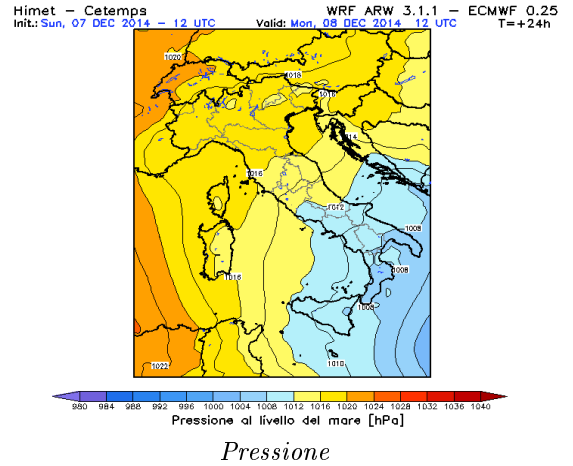 Himet – Cetemps WRF ARW 3.1.1 – ECMWF 0.25
Init.: Sun, 07 DEC 2014 – 12 UTC Valid: Mon, 08 DEC 2014 12 UTC T=+24h
1020
1018
1016
14
1016
1012
1008
1008
1016
1008
1022
1010
980 984 988 992 996 1000 1004 1008 1012 1016 1020 1024 1028 1032 1036 1040
Pressione al livello del mare [hPa]
Pressione